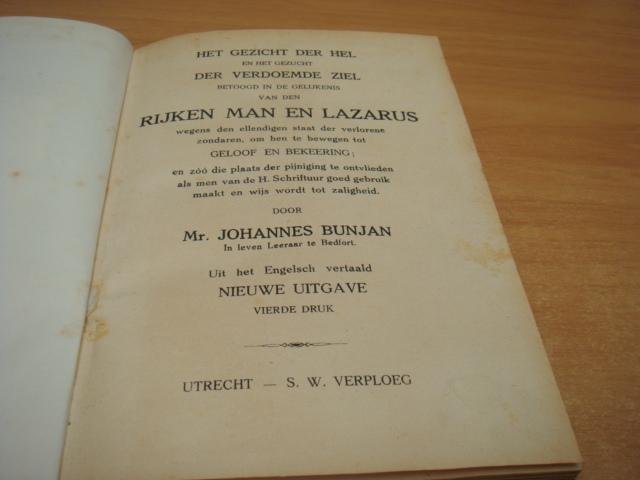 HET GEZICHT DER HEL
EN HET GEZUCHT
DER VERDOEMDE ZIEL
BETOOGD IN DE GELIJKENIS
VAN DEN
RIJKEN MAN EN LAZARUS
wegens den ellendigen staat der verlorene
zondaren, om hen te bewegen tot
GELOOF EN BEKEERING;
en zóó die plaats der pijniging te ontvlieden
als men van de H. Schriftuur goed gebruik
maakt en wijs wordt tot zaligheid.
DOOR
Mr. JOHANNES BUNJAN
In leven Leeraar te Bedfort.
Uit het Engelsch vertaald
NIEUWE UITGAVE
VIERDE DRUK
UTRECHT — S. W. VERPLOEG